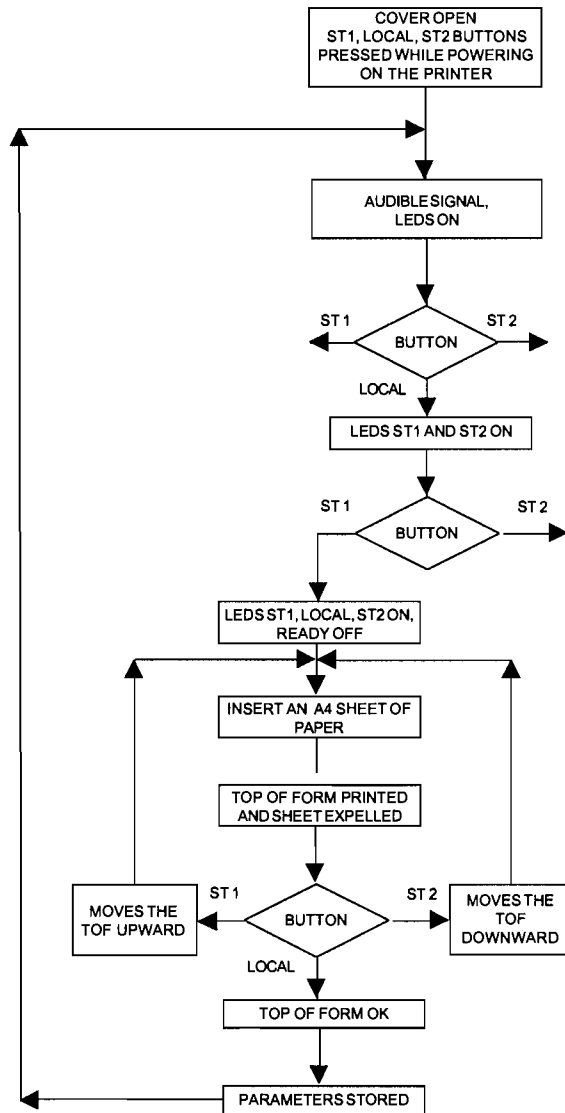 COVER OPEN
ST1, LOCAL, ST2 BUTTONS
PRESSED WHILE POWERING
ON THE PRINTER
AUDIBLE SIGNAL,
LEDS ON
ST 1
BUTTON
ST 2
LOCAL
LEDS ST1 AND ST2 ON
ST 1
BUTTON
ST 2
LEDS ST1, LOCAL, ST2 ON,
READY OFF
INSERT AN A4 SHEET OF
PAPER
TOP OF FORM PRINTED
AND SHEET EXPELLED
MOVES THE
TOF UPWARD
ST 1
BUTTON
ST 2
MOVES THE
TOF
DOWNWARD
LOCAL
TOP OF FORM OK
PARAMETERS STORED